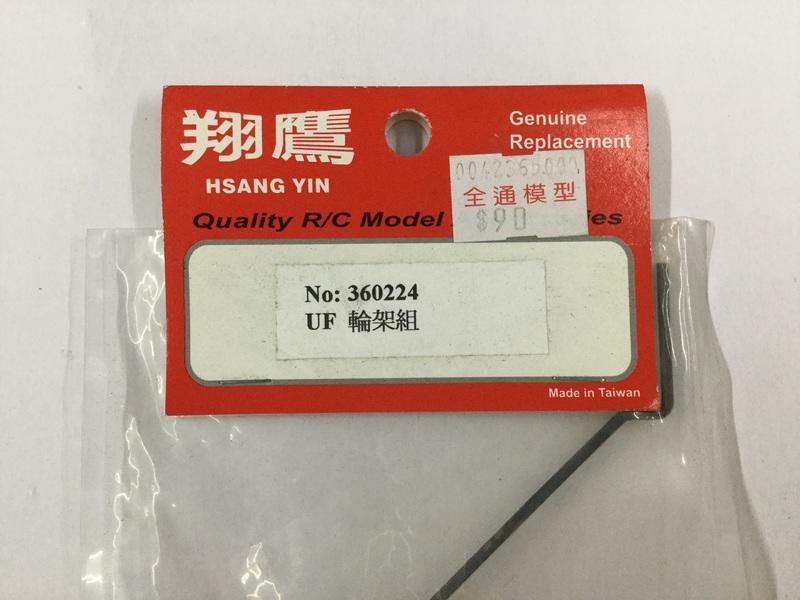 翔鷹
HSANG YIN
Genuine
Replacement
0042365000
全通模型
$90
Quality R/C Model
No: 360224
UF 輪架組
Made in Taiwan